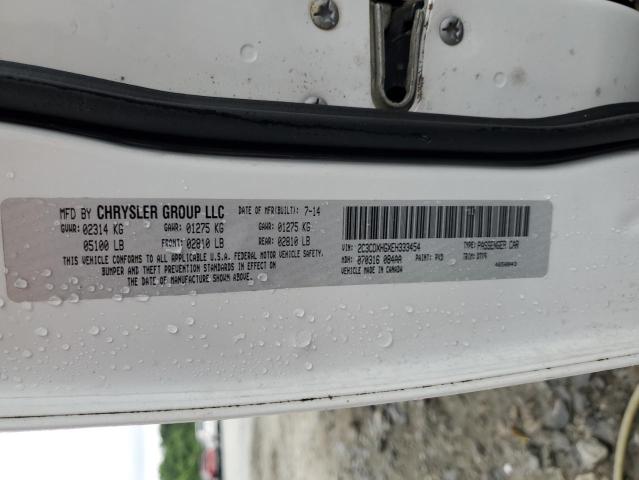 MFD BY CHRYSLER GROUP LLC DATE OF MFR(BUILT): 7-14
GVWR: 02314 KG GAWR: 01275 KG GAWR: 01275 KG
05100 LB FRONT: 02810 LB REAR: 02810 LB
THIS VEHICLE CONFORMS TO ALL APPLICABLE U.S.A. FEDERAL MOTOR VEHICLE SAFETY,
BUMPER AND THEFT PREVENTION STANDARDS IN EFFECT ON
THE DATE OF MANUFACTURE SHOWN ABOVE.
VIN: 2C3CDXHGXEH333454 TYPE: PASSENGER CAR
MDH: 070316 084AA PAINT: PW3 TRIM: DTX9
VEHICLE MADE IN CANADA